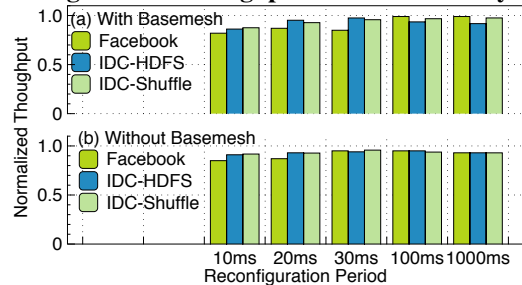 (a) With Basemesh
Facebook
IDC-HDFS
IDC-Shuffle
1.0
0.5
0
(b) Without Basemesh
Facebook
IDC-HDFS
IDC-Shuffle
1.0
0.5
0
Normalized Thoughput
10ms 20ms 30ms 100ms 1000ms
Reconfiguration Period